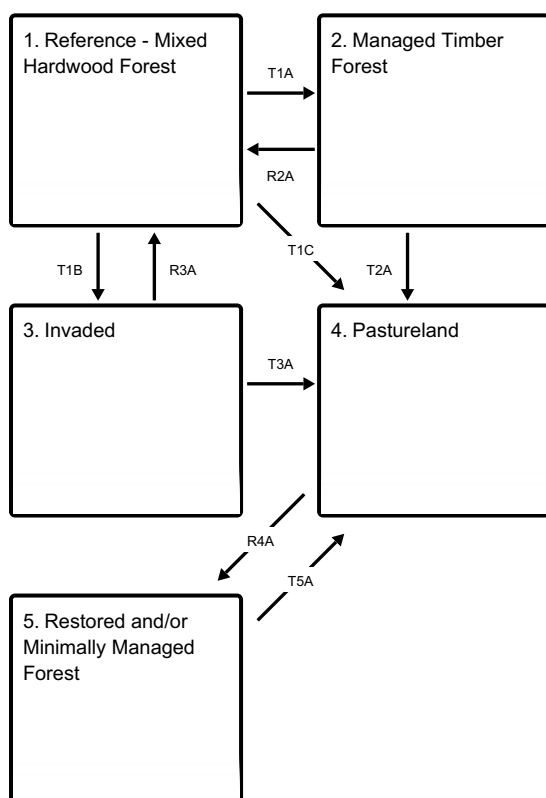 1. Reference - Mixed
Hardwood Forest
2. Managed Timber
Forest
T1A
R2A
T1C
T1B
R3A
T2A
3. Invaded
4. Pastureland
T3A
R4A
T5A
5. Restored and/or
Minimally Managed
Forest